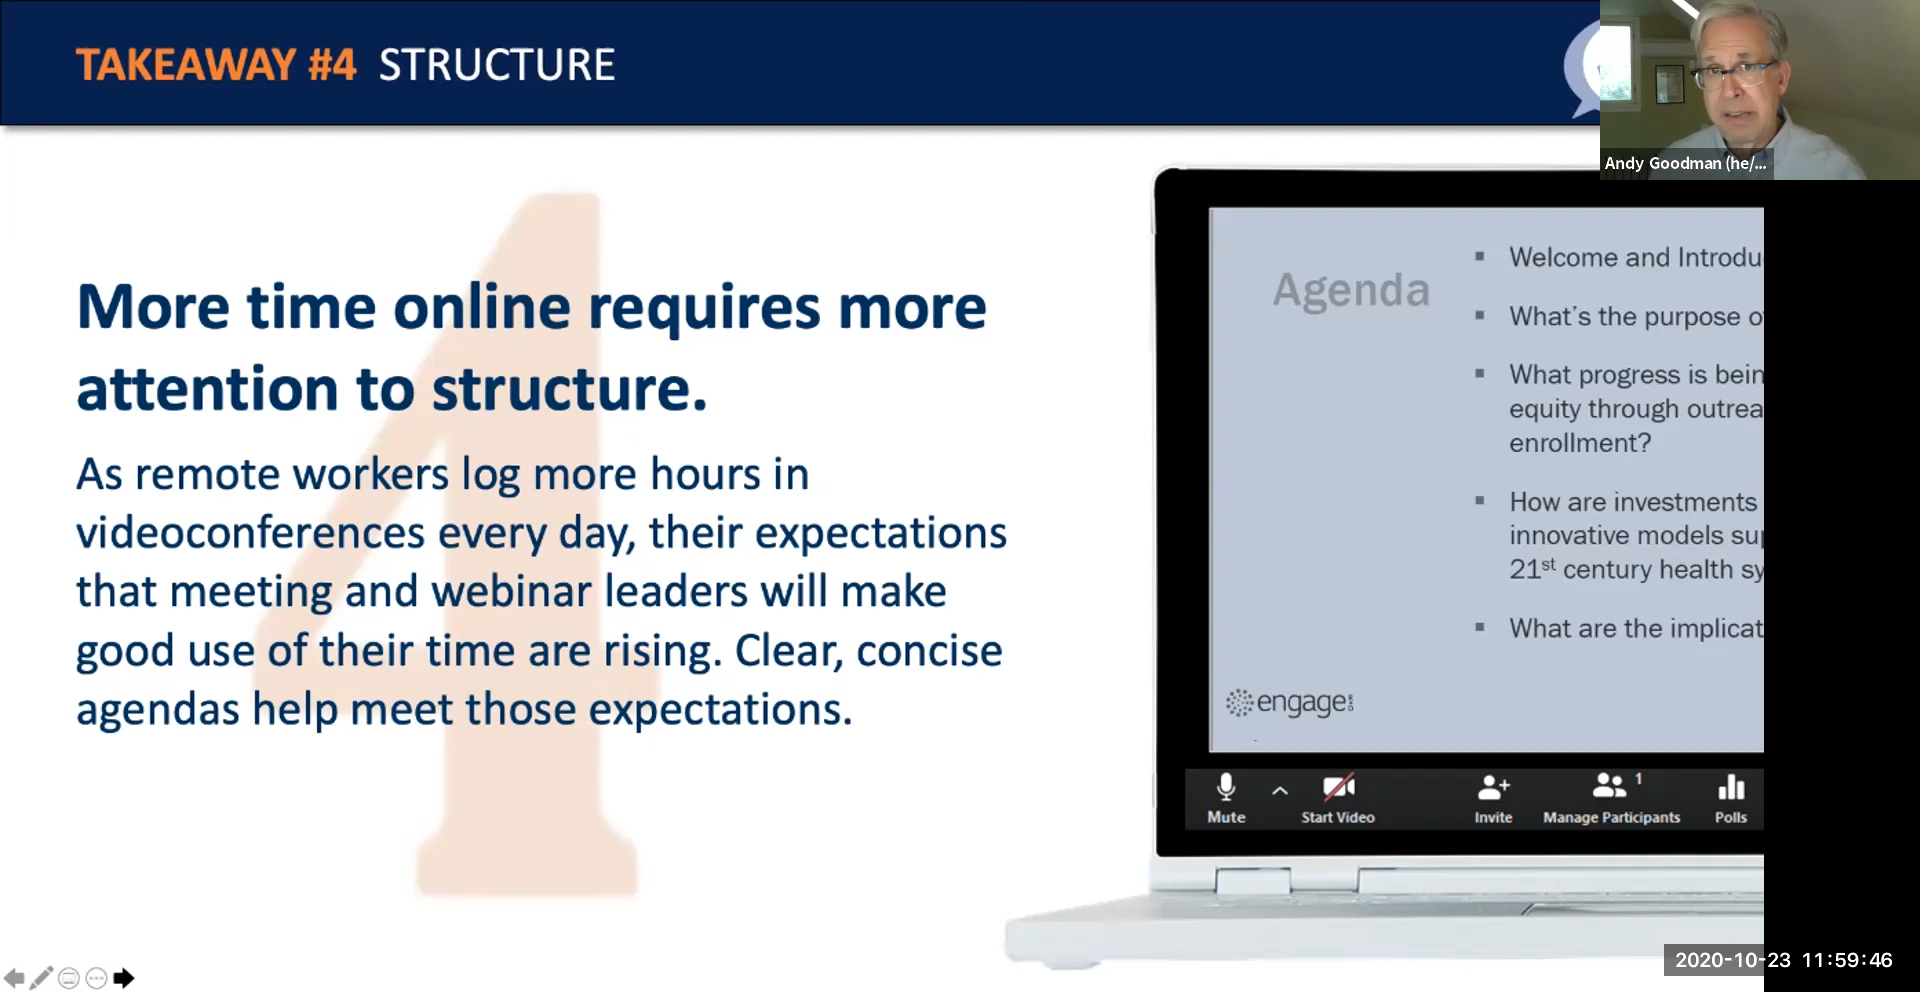 TAKEAWAY #4 STRUCTURE
Andy Goodman (he/...
More time online requires more
attention to structure.
As remote workers log more hours in
videoconferences every day, their expectations
that meeting and webinar leaders will make
good use of their time are rising. Clear, concise
agendas help meet those expectations.
Agenda
Welcome and Introdu
What's the purpose o
What progress is bein
equity through outrea
enrollment?
How are investments
innovative models su
21st century health sy
What are the implicat
engage
Mute
Start Video
Invite
1
Manage Participants
Polls
2020-10-23 11:59:46